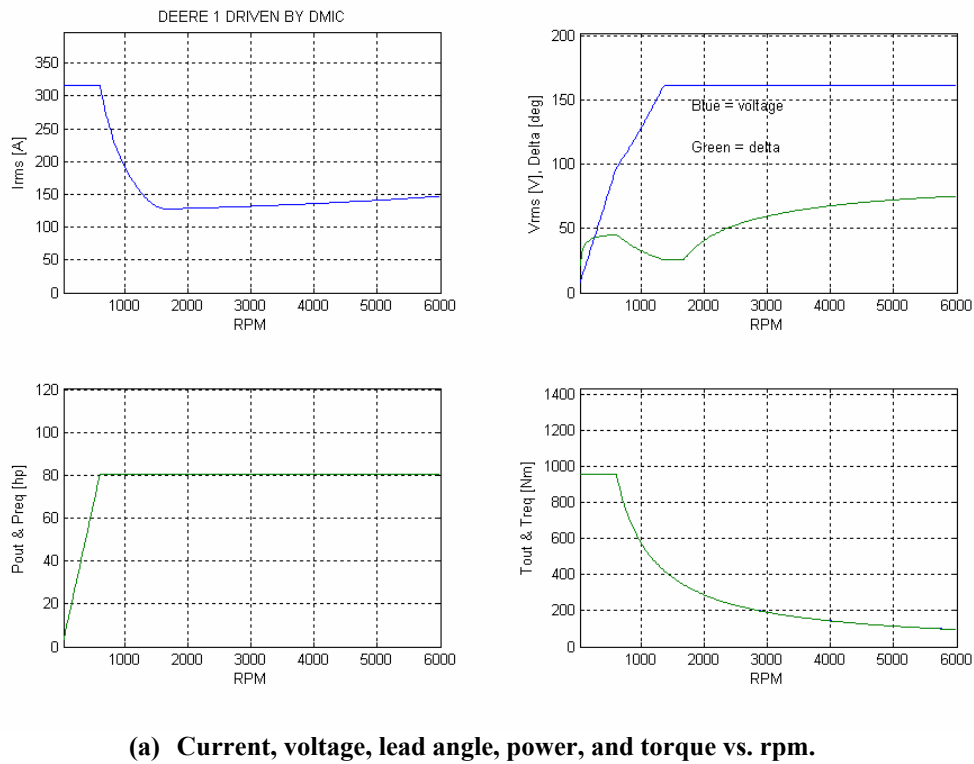 DEERE 1 DRIVEN BY DMIC
350
300
250
200
150
100
50
0
Irms [A]
1000 2000 3000 4000 5000 6000
RPM
200
150
100
50
0
Vrms [V], Delta [deg]
Blue = voltage
Green = delta
1000 2000 3000 4000 5000 6000
RPM
120
100
80
60
40
20
0
Pout & Preq [hp]
1000 2000 3000 4000 5000 6000
RPM
1400
1200
1000
800
600
400
200
0
Tout & Treq [Nm]
1000 2000 3000 4000 5000 6000
RPM
(a) Current, voltage, lead angle, power, and torque vs. rpm.